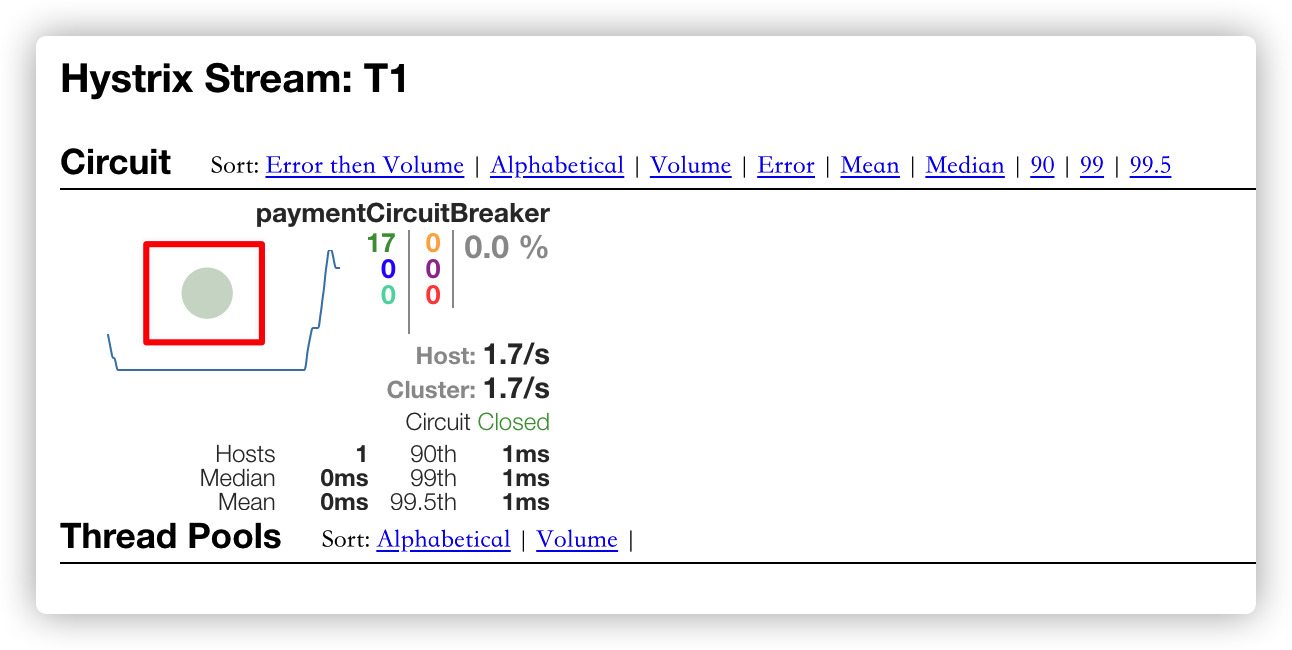 Hystrix Stream: T1
Circuit Sort: Error then Volume | Alphabetical | Volume | Error | Mean | Median | 90 | 99 | 99.5
paymentCircuitBreaker
17 0 0.0 %
0 0
0 0
Host: 1.7/s
Cluster: 1.7/s
Circuit Closed
Hosts 1 90th 1ms
Median 0ms 99th 1ms
Mean 0ms 99.5th 1ms
Thread Pools Sort: Alphabetical | Volume |